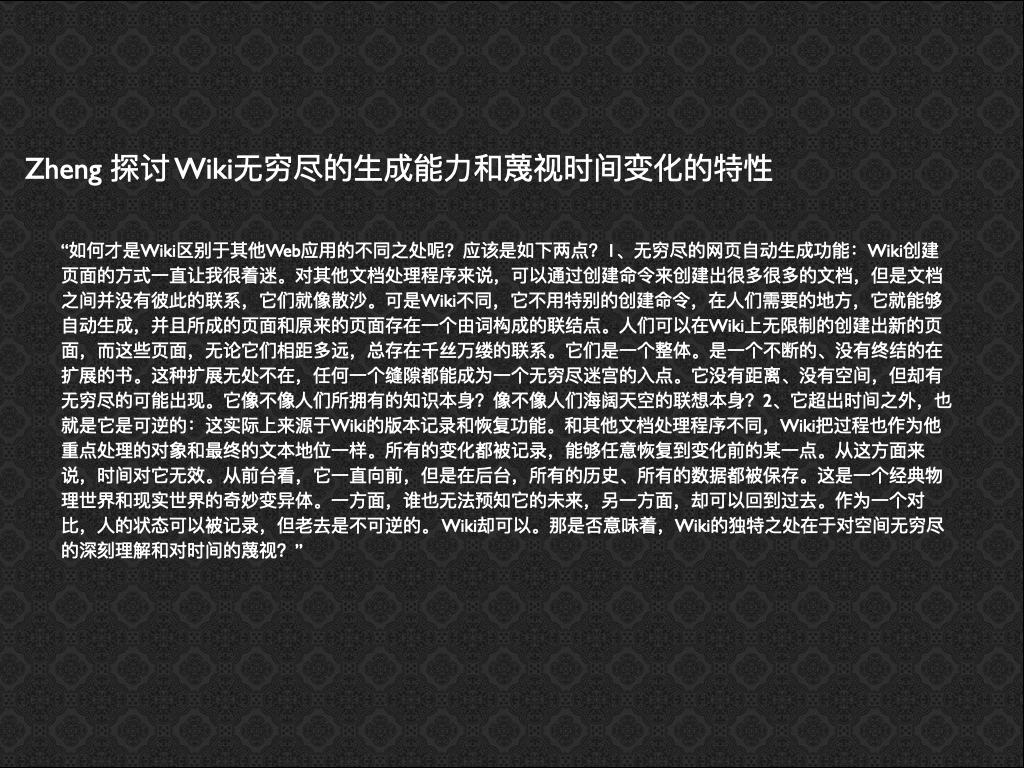 Zheng 探讨 Wiki无穷尽的生成能力和蔑视时间变化的特性
“如何才是Wiki区别于其他Web应用的不同之处呢？应该是如下两点？1、无穷尽的网页自动生成功能：Wiki创建
页面的方式一直让我很着迷。对其他文档处理程序来说，可以通过创建命令来创建出很多很多的文档，但是文档
之间并没有彼此的联系，它们就像散沙。可是Wiki不同，它不用特别的创建命令，在人们需要的地方，它就能够
自动生成，并且所成的页面和原来的页面存在一个由词构成的联结点。人们可以在Wiki上无限制的创建出新的页
面，而这些页面，无论它们相距多远，总存在千丝万缕的联系。它们是一个整体。是一个不断的、没有终结的在
扩展的书。这种扩展无处不在，任何一个缝隙都能成为一个无穷尽迷宫的入点。它没有距离、没有空间，但却有
无穷尽的可能出现。它像不像人们所拥有的知识本身？像不像人们海阔天空的联想本身？2、它超出时间之外，也
就是它是可逆的：这实际上来源于Wiki的版本记录和恢复功能。和其他文档处理程序不同，Wiki把过程也作为他
重点处理的对象和最终的文本地位一样。所有的变化都被记录，能够任意恢复到变化前的某一点。从这方面来
说，时间对它无效。从前台看，它一直向前，但是在后台，所有的历史、所有的数据都被保存。这是一个经典物
理世界和现实世界的奇妙变异体。一方面，谁也无法预知它的未来，另一方面，却可以回到过去。作为一个对
比，人的状态可以被记录，但老去是不可逆的。Wiki却可以。那是否意味着，Wiki的独特之处在于对空间无穷尽
的深刻理解和对时间的蔑视？”